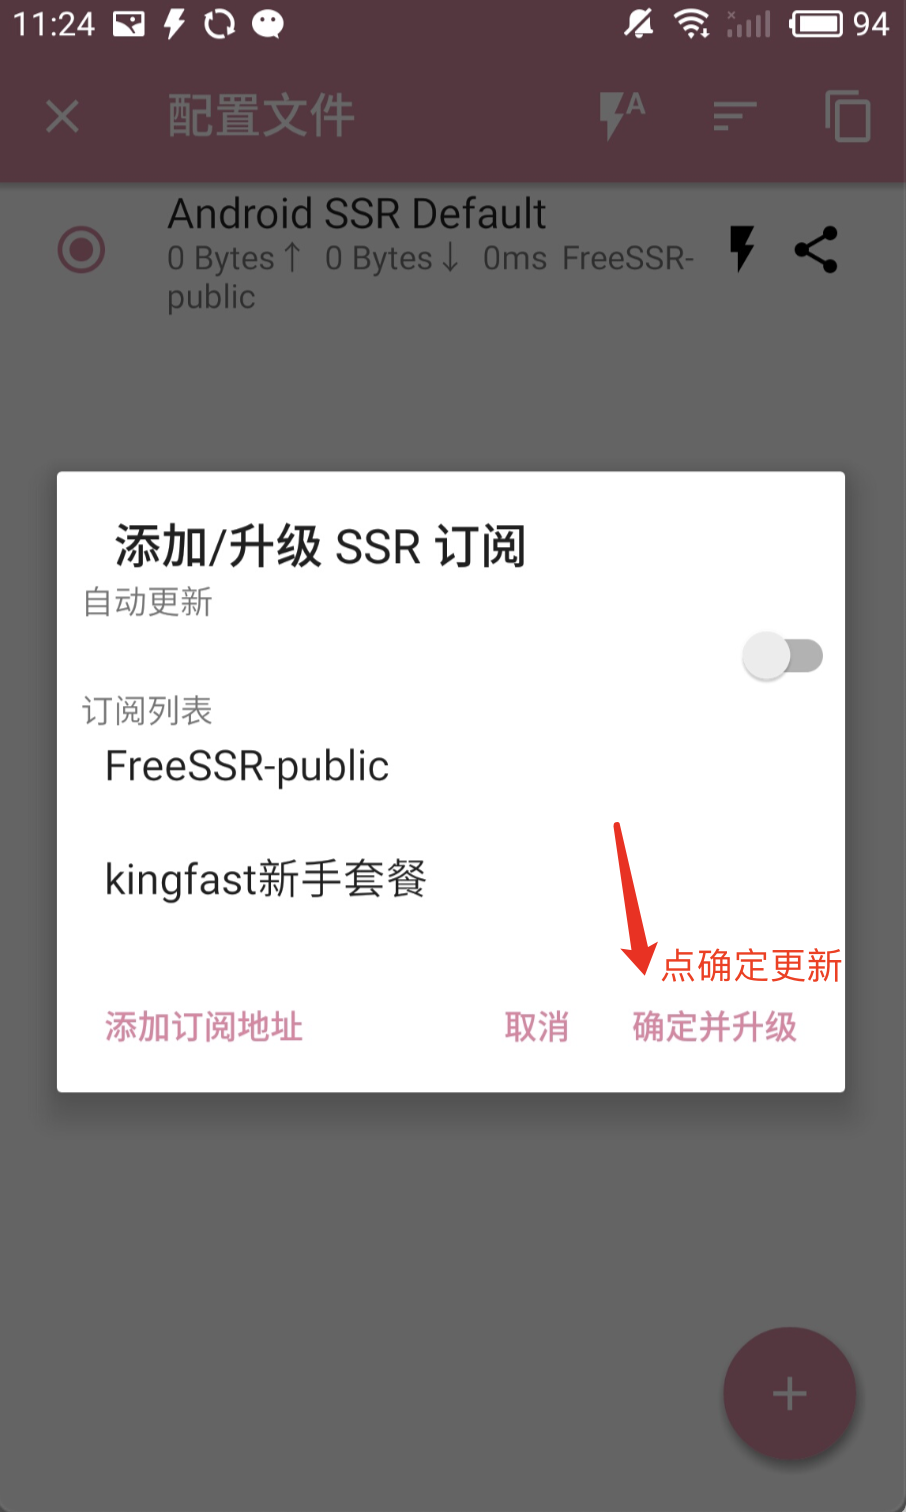 11:24 94
配置文件
Android SSR Default
0 Bytes↑ 0 Bytes↓ 0ms FreeSSR-
public
添加/升级 SSR 订阅
自动更新
订阅列表
FreeSSR-public
kingfast新手套餐
点确定更新
添加订阅地址 取消 确定并升级